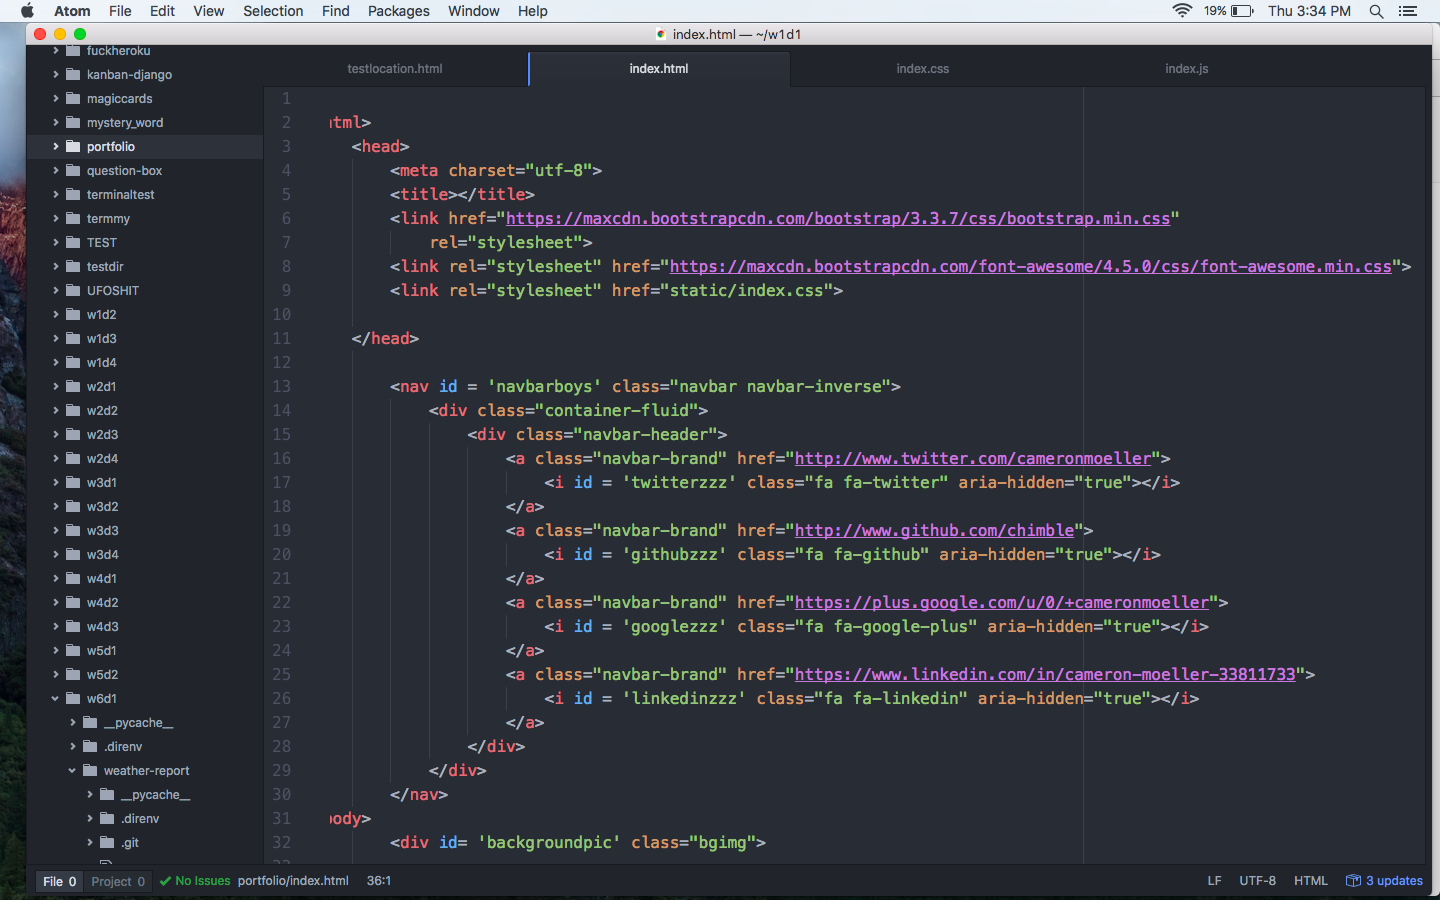 Atom File Edit View Selection Find Packages Window Help 19% Thu 3:34 PM
index.html — ~/w1d1
fuckheroku
kanban-django
magiccards
mystery_word
portfolio
question-box
terminaltest
termmy
TEST
testdir
UFOSHIT
w1d2
w1d3
w1d4
w2d1
w2d2
w2d3
w2d4
w3d1
w3d2
w3d3
w3d4
w4d1
w4d2
w4d3
w5d1
w5d2
w6d1
__pycache__
.direnv
weather-report
__pycache__
.direnv
.git
testlocation.html index.html index.css index.js
1
2 html>
3 <head>
4 <meta charset="utf-8">
5 <title></title>
6 <link href="https://maxcdn.bootstrapcdn.com/bootstrap/3.3.7/css/bootstrap.min.css"
7 rel="stylesheet">
8 <link rel="stylesheet" href="https://maxcdn.bootstrapcdn.com/font-awesome/4.5.0/css/font-awesome.min.css">
9 <link rel="stylesheet" href="static/index.css">
10
11 </head>
12
13 <nav id = 'navbarboys' class="navbar navbar-inverse">
14 <div class="container-fluid">
15 <div class="navbar-header">
16 <a class="navbar-brand" href="http://www.twitter.com/cameronmoeller">
17 <i id = 'twitterzzz' class="fa fa-twitter" aria-hidden="true"></i>
18 </a>
19 <a class="navbar-brand" href="http://www.github.com/chimble">
20 <i id = 'githubzzz' class="fa fa-github" aria-hidden="true"></i>
21 </a>
22 <a class="navbar-brand" href="https://plus.google.com/u/0/+cameronmoeller">
23 <i id = 'googlezzz' class="fa fa-google-plus" aria-hidden="true"></i>
24 </a>
25 <a class="navbar-brand" href="https://www.linkedin.com/in/cameron-moeller-33811733">
26 <i id = 'linkedinzzz' class="fa fa-linkedin" aria-hidden="true"></i>
27 </a>
28 </div>
29 </div>
30 </nav>
31 body>
32 <div id= 'backgroundpic' class="bgimg">
33
File 0 Project 0 No Issues portfolio/index.html 36:1 LF UTF-8 HTML 3 updates